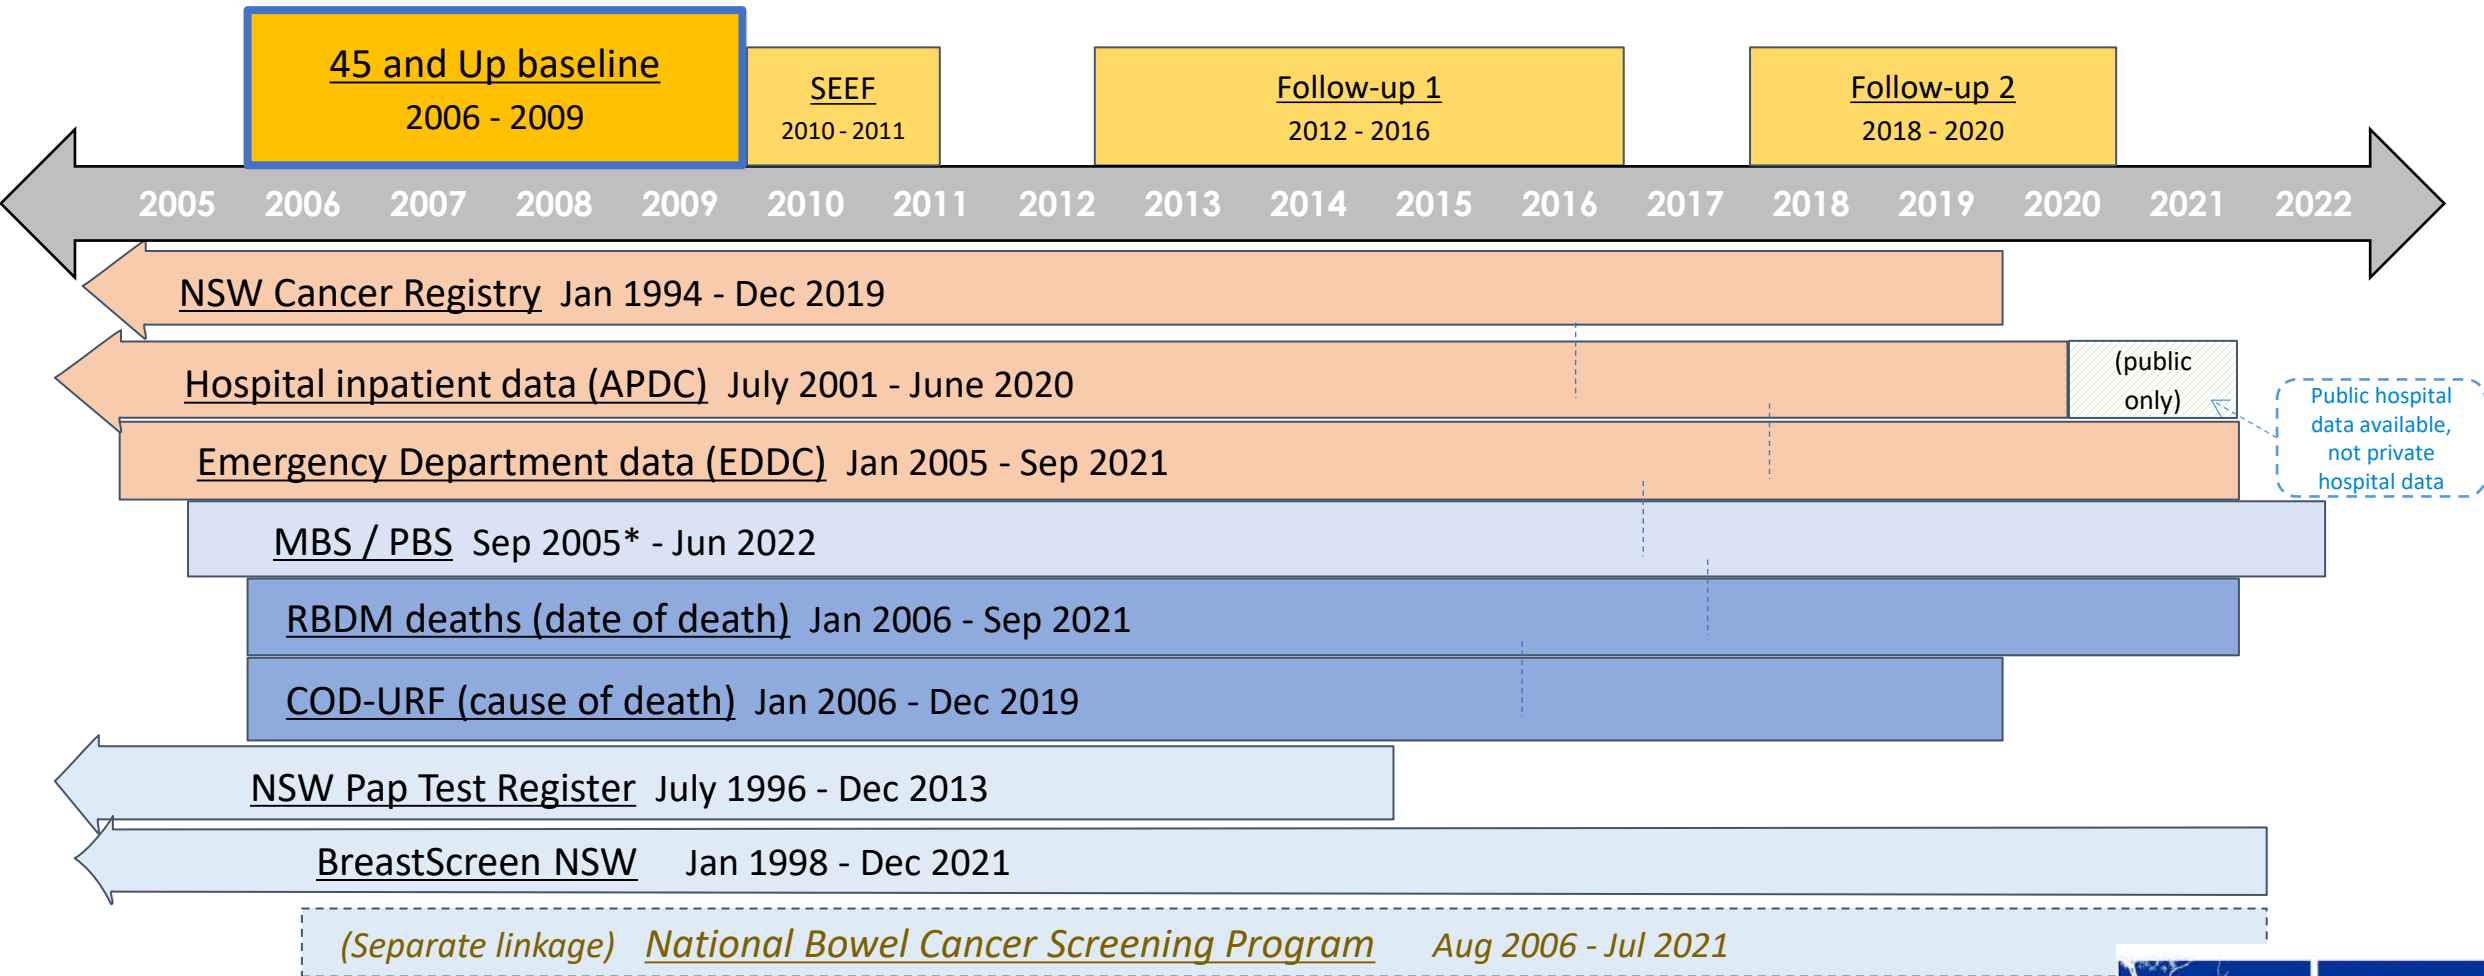 45 and Up baseline
2006 - 2009
SEEF
2010 - 2011
Follow-up 1
2012 - 2016
Follow-up 2
2018 - 2020
2005 2006 2007 2008 2009 2010 2011 2012 2013 2014 2015 2016 2017 2018 2019 2020 2021 2022
NSW Cancer Registry Jan 1994 - Dec 2019
Hospital inpatient data (APDC) July 2001 - June 2020
(public
only)
Public hospital
data available,
not private
hospital data
Emergency Department data (EDDC) Jan 2005 - Sep 2021
MBS / PBS Sep 2005* - Jun 2022
RBDM deaths (date of death) Jan 2006 - Sep 2021
COD-URF (cause of death) Jan 2006 - Dec 2019
NSW Pap Test Register July 1996 - Dec 2013
BreastScreen NSW Jan 1998 - Dec 2021
(Separate linkage) National Bowel Cancer Screening Program Aug 2006 - Jul 2021